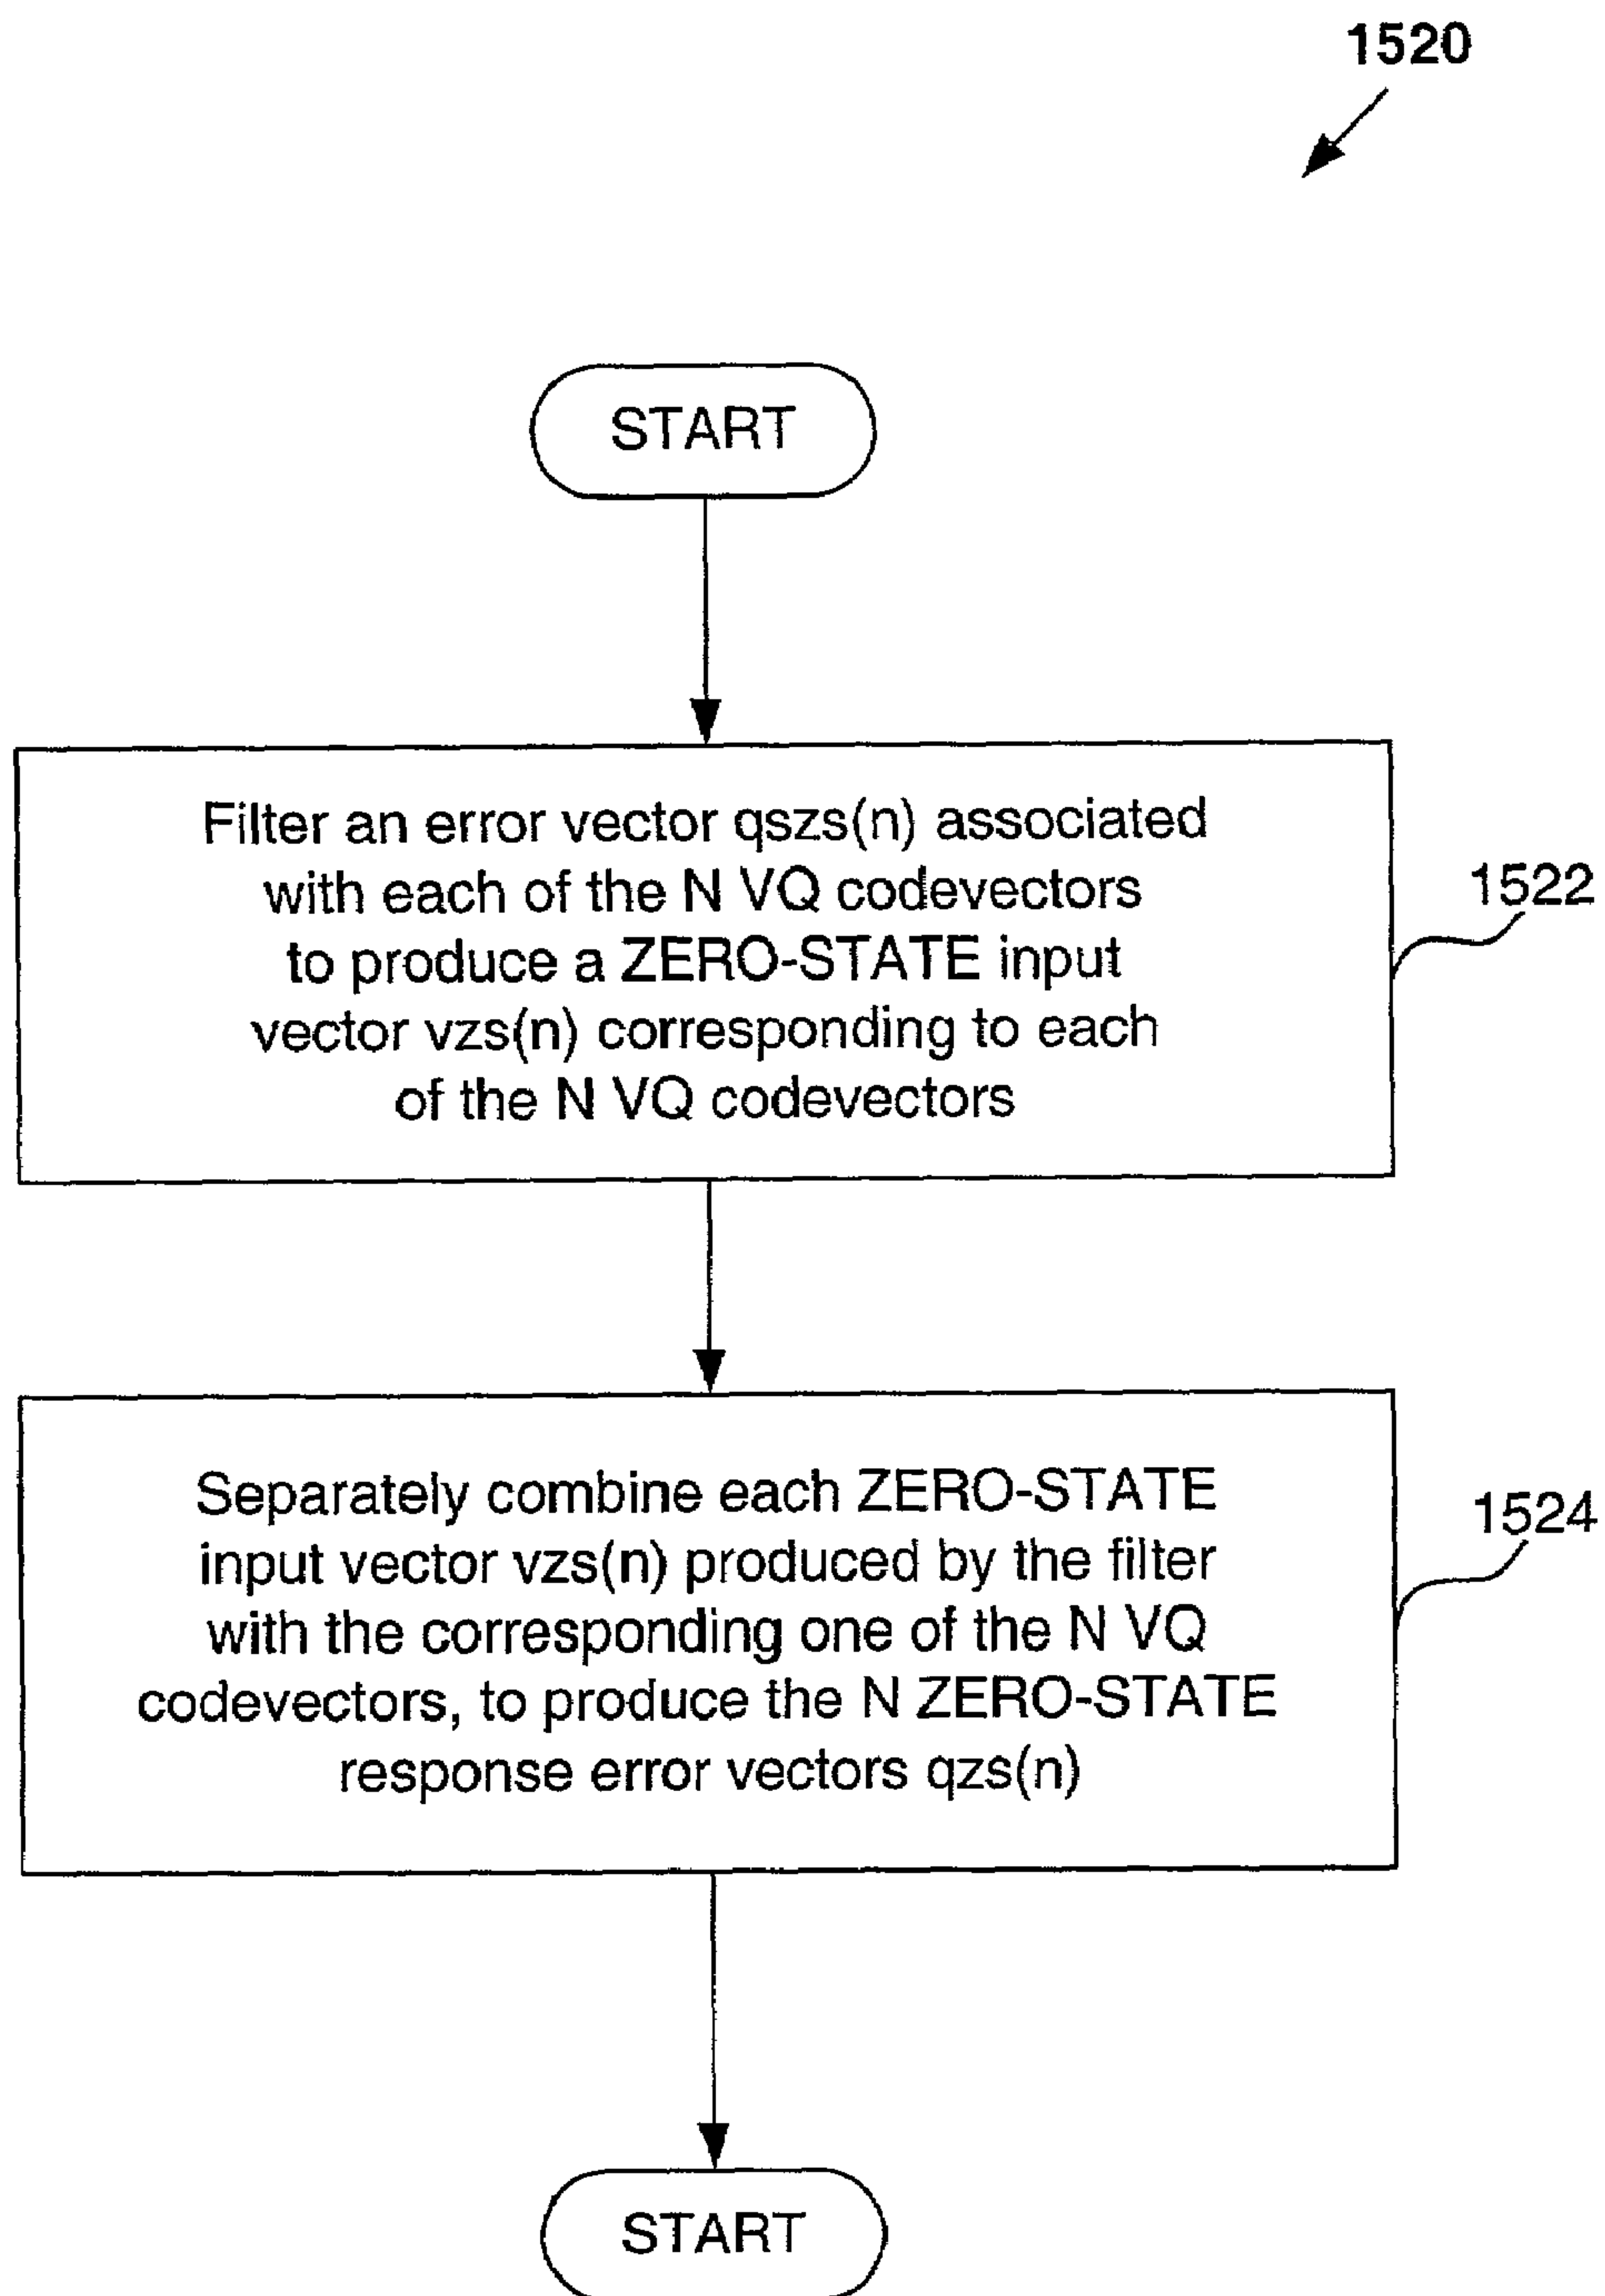 1520
START
Filter an error vector qszs(n) associated
with each of the N VQ codevectors
to produce a ZERO-STATE input
vector vzs(n) corresponding to each
of the N VQ codevectors
1522
Separately combine each ZERO-STATE
input vector vzs(n) produced by the filter
with the corresponding one of the N VQ
codevectors, to produce the N ZERO-STATE
response error vectors qzs(n)
1524
START